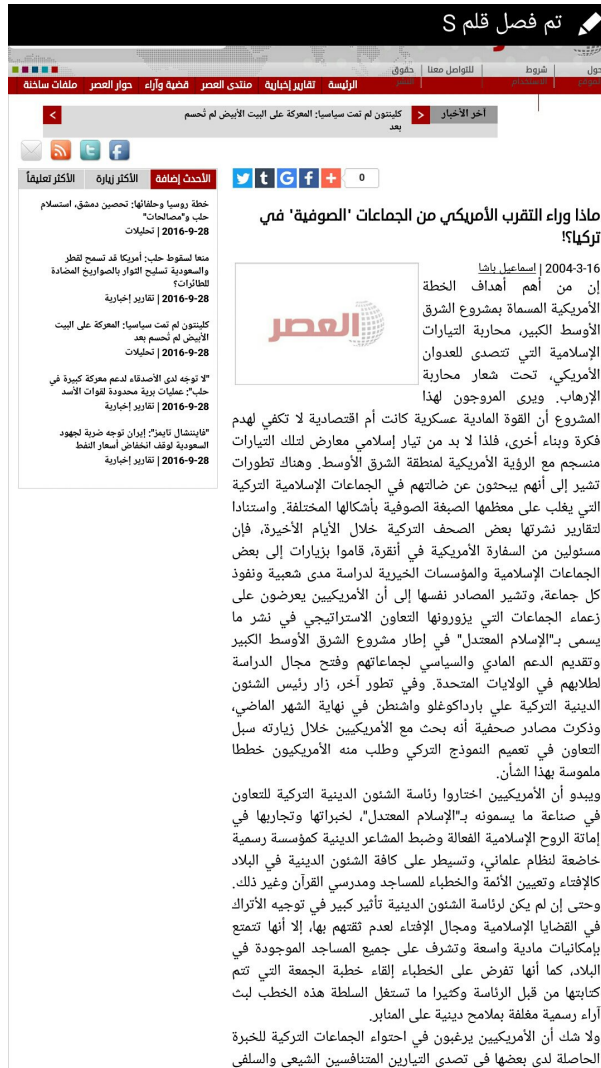 تم فصل قلم S
حول
شروط
للتواصل معنا
حقوق
الرئيسة
تقارير إخبارية
منتدى العصر
قضية وآراء
حوار العصر
ملفات ساخنة
آخر الأخبار
كلينتون لم تمت سياسيا: المعركة على البيت الأبيض لم تُحسم
بعد
0
ماذا وراء التقرب الأمريكي من الجماعات "الصوفية" في
تركيا؟!
2004-3-16 | إسماعيل باشا
العصر
إن من أهم أهداف الخطة
الأمريكية المسماة بمشروع الشرق
الأوسط الكبير، محاربة التيارات
الإسلامية التي تتصدى للعدوان
الأمريكي، تحت شعار محاربة
الإرهاب. ويرى المروجون لهذا
المشروع أن القوة المادية عسكرية كانت أم اقتصادية لا تكفي لهدم
فكرة وبناء أخرى، فلذا لا بد من تيار إسلامي معارض لتلك التيارات
منسجم مع الرؤية الأمريكية لمنطقة الشرق الأوسط. وهناك تطورات
تشير إلى أنهم يبحثون عن ضالتهم في الجماعات الإسلامية التركية
التي يغلب على معظمها الصبغة الصوفية بأشكالها المختلفة. واستنادا
لتقارير نشرتها بعض الصحف التركية خلال الأيام الأخيرة، فإن
مسئولين من السفارة الأمريكية في أنقرة، قاموا بزيارات إلى بعض
الجماعات الإسلامية والمؤسسات الخيرية لدراسة مدى شعبية ونفوذ
كل جماعة، وتشير المصادر نفسها إلى أن الأمريكيين يعرضون على
زعماء الجماعات التي يزورونها التعاون الاستراتيجي في نشر ما
يسمى بـ"الإسلام المعتدل" في إطار مشروع الشرق الأوسط الكبير
وتقديم الدعم المادي والسياسي لجماعاتهم وفتح مجال الدراسة
لطلابهم في الولايات المتحدة. وفي تطور آخر، زار رئيس الشئون
الدينية التركية علي بارداكوغلو واشنطن في نهاية الشهر الماضي،
وذكرت مصادر صحفية أنه بحث مع الأمريكيين خلال زيارته سبل
التعاون في تعميم النموذج التركي وطلب منه الأمريكيون خططا
ملموسة بهذا الشأن.
ويبدو أن الأمريكيين اختاروا رئاسة الشئون الدينية التركية للتعاون
في صناعة ما يسمونه بـ"الإسلام المعتدل"، لخبراتها وتجاربها في
إماتة الروح الإسلامية الفعالة وضبط المشاعر الدينية كمؤسسة رسمية
خاضعة لنظام علماني، وتسيطر على كافة الشئون الدينية في البلاد
كالإفتاء وتعيين الأئمة والخطباء للمساجد ومدرسي القرآن وغير ذلك.
وحتى إن لم يكن لرئاسة الشئون الدينية تأثير كبير في توجيه الأتراك
في القضايا الإسلامية ومجال الإفتاء لعدم ثقتهم بها، إلا أنها تتمتع
بإمكانيات مادية واسعة وتشرف على جميع المساجد الموجودة في
البلاد، كما أنها تفرض على الخطباء إلقاء خطبة الجمعة التي تتم
كتابتها من قبل الرئاسة وكثيرا ما تستغل السلطة هذه الخطب لبث
آراء رسمية مغلفة بملامح دينية على المنابر.
ولا شك أن الأمريكيين يرغبون في احتواء الجماعات التركية للخبرة
الحاصلة لدى بعضها في تصدي التيارين المتنافسين الشيعي والسلفي
الأحدث إضافة
الأكثر زيارة
الأكثر تعليقاً
خطة روسيا وحلفائها: تحصين دمشق، استسلام
حلب و"مصالحات"
2016-9-28 | تحليلات
منعا لسقوط حلب: أمريكا قد تسمح لقطر
والسعودية تسليح الثوار بالصواريخ المضادة
للطائرات؟
2016-9-28 | تقارير إخبارية
كلينتون لم تمت سياسيا: المعركة على البيت
الأبيض لم تُحسم بعد
2016-9-28 | تحليلات
"لا توجَه لدى الأصدقاء لدعم معركة كبيرة في
حلب": عمليات برية محدودة لقوات الأسد
2016-9-28 | تقارير إخبارية
"فايننشال تايمز": إيران توجه ضربة لجهود
السعودية لوقف انخفاض أسعار النفط
2016-9-28 | تقارير إخبارية